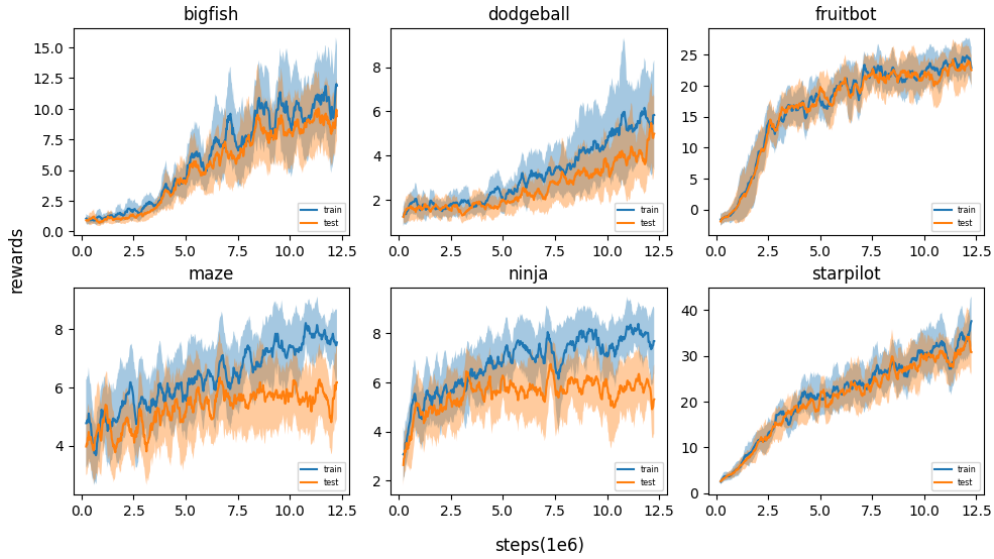 bigfish
dodgeball
fruitbot
15.0
12.5
10.0
7.5
5.0
2.5
0.0
8
6
4
2
25
20
15
10
5
0
train
test
train
test
train
test
0.0 2.5 5.0 7.5 10.0 12.5
0.0 2.5 5.0 7.5 10.0 12.5
0.0 2.5 5.0 7.5 10.0 12.5
rewards
maze
ninja
starpilot
8
6
4
8
6
4
2
40
30
20
10
0
train
test
train
test
train
test
0.0 2.5 5.0 7.5 10.0 12.5
0.0 2.5 5.0 7.5 10.0 12.5
0.0 2.5 5.0 7.5 10.0 12.5
steps(1e6)